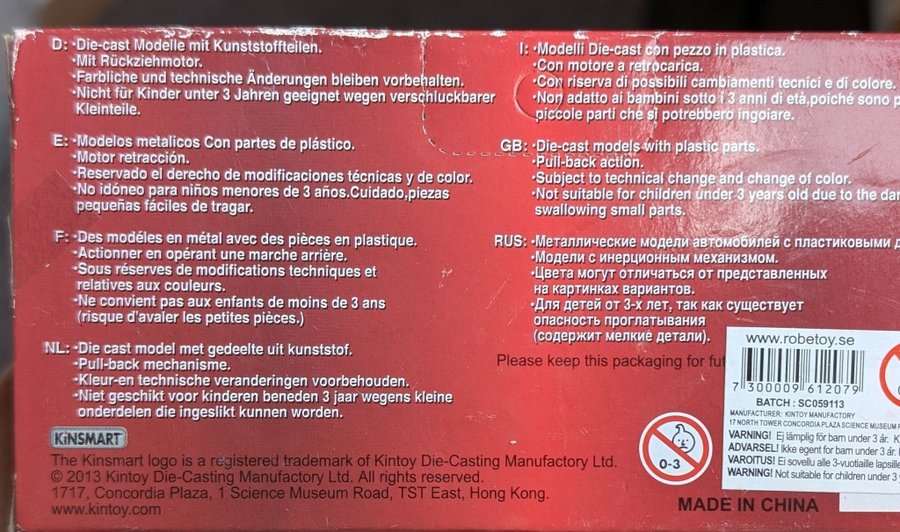 D: •Die-cast Modelle mit Kunststoffteilen.
•Mit Rückziehmotor.
•Farbliche und technische Änderungen bleiben vorbehalten.
•Nicht für Kinder unter 3 Jahren geeignet wegen verschluckbarer
Kleinteile.
E: •Modelos metalicos Con partes de plástico.
•Motor retracción.
•Reservado el derecho de modificaciones técnicas y de color.
•No idóneo para niños menores de 3 años.Cuidado,piezas
pequeñas fáciles de tragar.
F: •Des modéles en métal avec des pièces en plastique.
•Actionner en opérant une marche arrière.
•Sous réserves de modifications techniques et
relatives aux couleurs.
•Ne convient pas aux enfants de moins de 3 ans
(risque d'avaler les petites pièces.)
NL: •Die cast model met gedeelte uit kunststof.
•Pull-back mechanisme.
•Kleur-en technische veranderingen voorbehouden.
•Niet geschikt voor kinderen beneden 3 jaar wegens kleine
onderdelen die ingeslikt kunnen worden.
I: •Modelli Die-cast con pezzo in plastica.
•Con motore a retrocarica.
•Con riserva di possibili cambiamenti tecnici e di colore.
•Non adatto ai bambini sotto i 3 anni di età,poiché sono
piccole parti che si potrebbero ingoiare.
GB: •Die-cast models with plastic parts.
•Pull-back action.
•Subject to technical change and change of color.
•Not suitable for children under 3 years old due to the
swallowing small parts.
RUS: •Металлические модели автомобилей с пластиковыми
•Модели с инерционным механизмом.
•Цвета могут отличаться от представленных
на картинках вариантов.
•Для детей от 3-х лет, так как существует
опасность проглатывания
(содержит мелкие детали).
Please keep this packaging for
www.robetoy.se
7 300009 612079
BATCH : SC059113
MANUFACTURER: KINTOY MANUFACTORY
17 NORTH TOWER CONCORDIA PLAZA SCIENCE MUSEUM
VARNING! Ej lämplig för barn under 3 år.
ADVARSEL! Ikke egent for barn under 3 år.
VAROITUS! Ei sovellu alle 3-vuotiaille
WARNING! Not suitable for children under 3
0-3
KiNSMART
The Kinsmart logo is a registered trademark of Kintoy Die-Casting Manufactory Ltd.
© 2013 Kintoy Die-Casting Manufactory Ltd. All rights reserved.
1717, Concordia Plaza, 1 Science Museum Road, TST East, Hong Kong.
www.kintoy.com
MADE IN CHINA